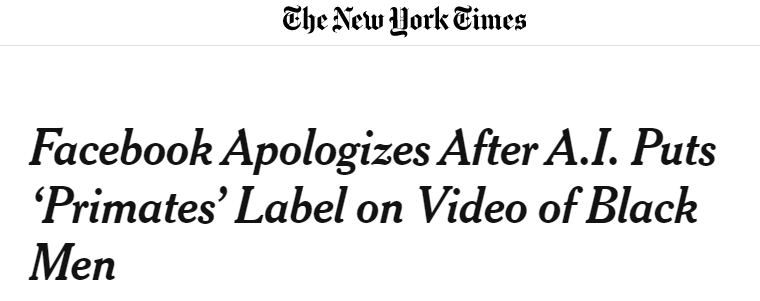 The New York Times
Facebook Apologizes After A.I. Puts
‘Primates’ Label on Video of Black
Men